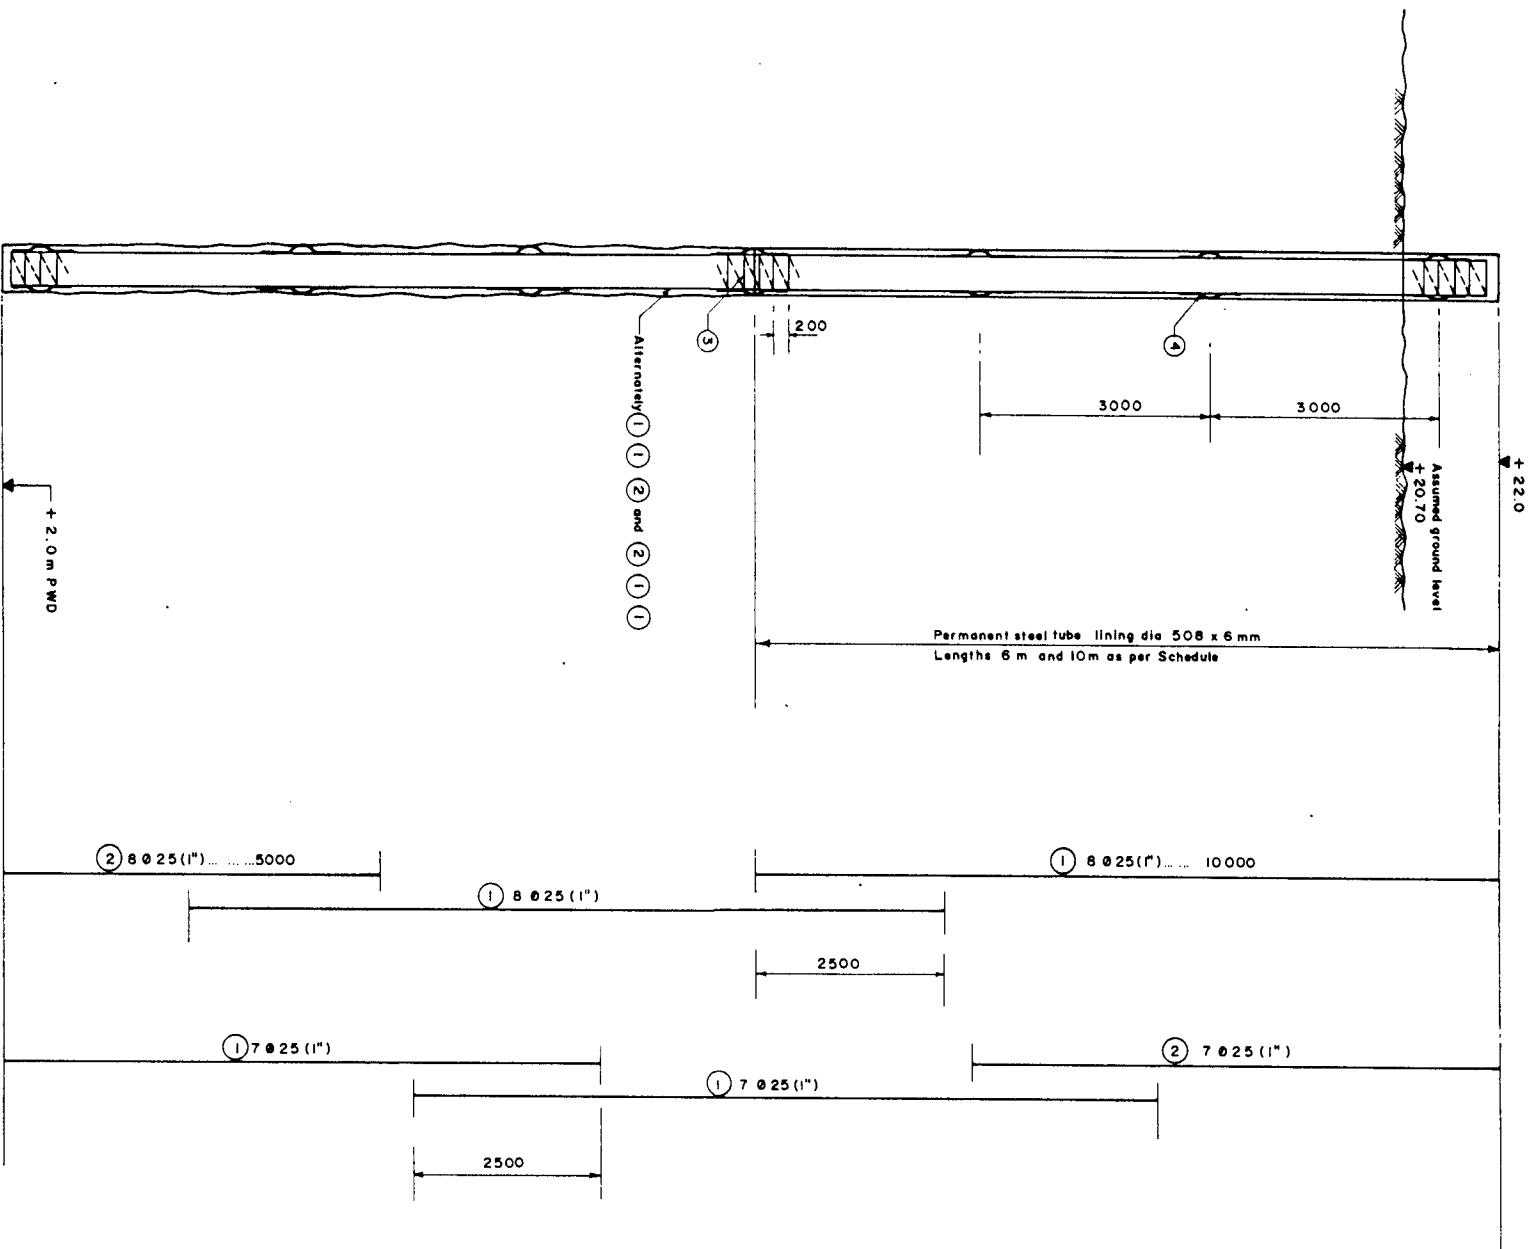 + 22.0
Assumed ground level
+ 20.70
200
3
4
3000
3000
Alternately 1 1 2 and 2 1 1
+ 2.0m PWD
Permanent steel tube lining dia 508 x 6 mm
Lengths 6 m and 10m as per Schedule
2 8 Ø 25 (1") ... ... ... 5000
1 8 Ø 25 (1") ... ... 10 000
1 8 Ø 25 (1")
2500
1 7 Ø 25 (1")
2 7 Ø 25 (1")
1 7 Ø 25 (1")
2500